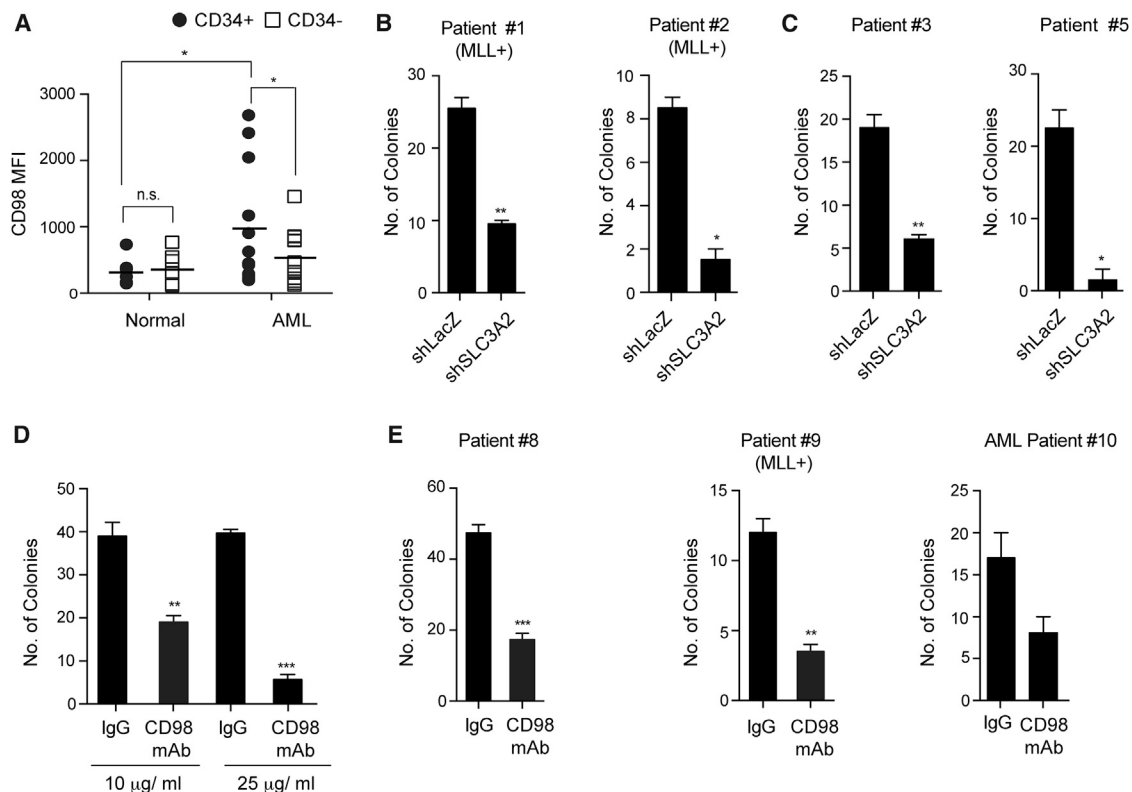 A
● CD34+ □ CD34-
*
*
n.s.
CD98 MFI
3000
2000
1000
0
Normal AML
B
Patient #1
(MLL+)
No. of Colonies
30
20
10
0
**
shLacZ shSLC3A2
Patient #2
(MLL+)
No. of Colonies
10
8
6
4
2
0
*
shLacZ shSLC3A2
C
Patient #3
No. of Colonies
25
20
15
10
5
0
**
shLacZ shSLC3A2
Patient #5
No. of Colonies
30
20
10
0
*
shLacZ shSLC3A2
D
No. of Colonies
50
40
30
20
10
0
**
***
IgG CD98 IgG CD98
mAb mAb
10 μg/ ml 25 μg/ ml
E
Patient #8
No. of Colonies
60
40
20
0
***
IgG CD98
mAb
Patient #9
(MLL+)
No. of Colonies
15
10
5
0
**
IgG CD98
mAb
AML Patient #10
No. of Colonies
25
20
15
10
5
0
IgG CD98
mAb